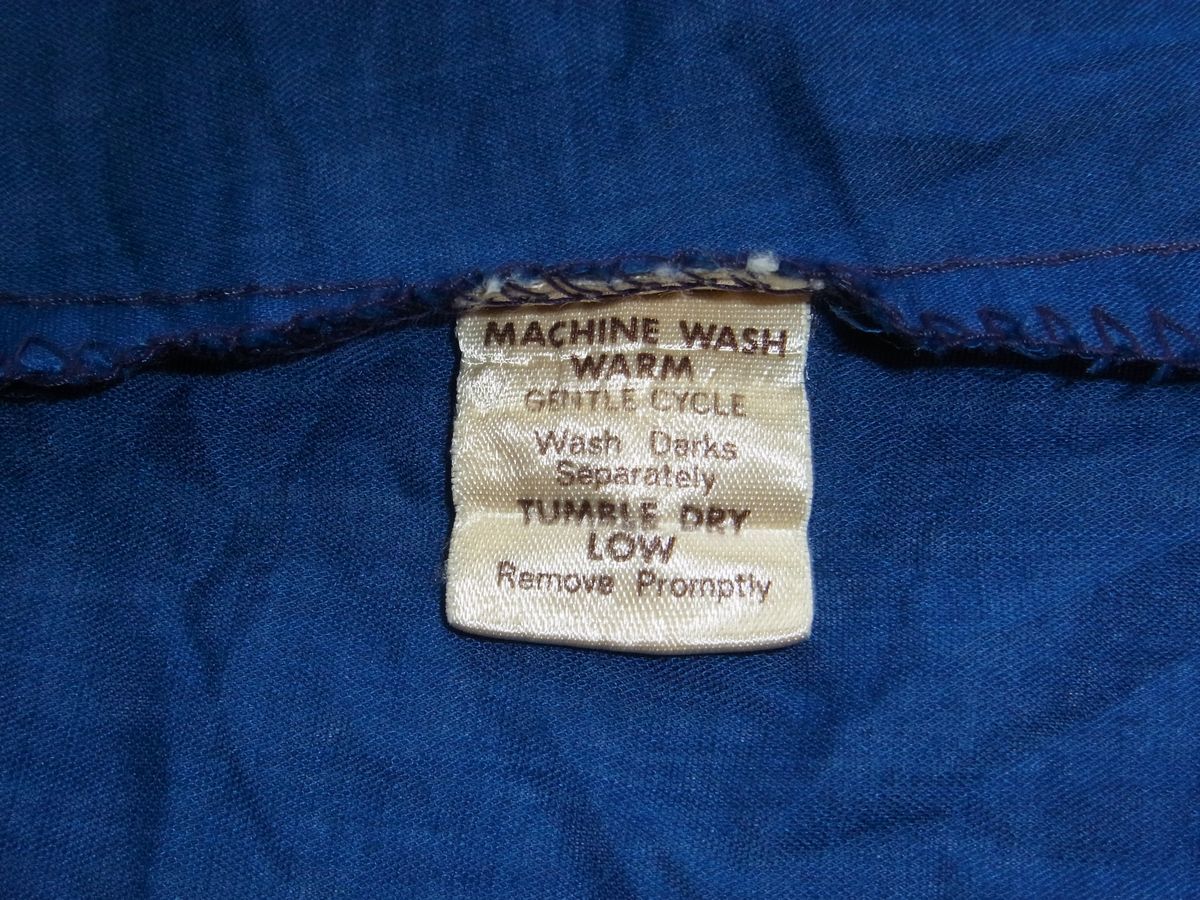 MACHINE WASH
WARM
GENTLE CYCLE
Wash Darks
Separately
TUMBLE DRY
LOW
Remove Promptly